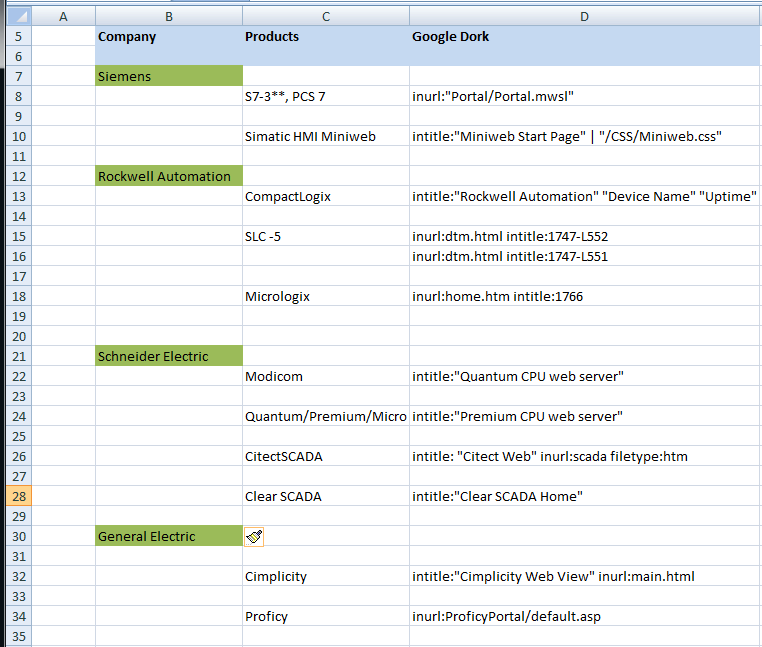 A B C D
5 Company Products Google Dork
6
7 Siemens
8 S7-3**, PCS 7 inurl:"Portal/Portal.mwsl"
9
10 Simatic HMI Miniweb intitle:"Miniweb Start Page" | "/CSS/Miniweb.css"
11
12 Rockwell Automation
13 CompactLogix intitle:"Rockwell Automation" "Device Name" "Uptime"
14
15 SLC -5 inurl:dtm.html intitle:1747-L552
16 inurl:dtm.html intitle:1747-L551
17
18 Micrologix inurl:home.htm intitle:1766
19
20
21 Schneider Electric
22 Modicom intitle:"Quantum CPU web server"
23
24 Quantum/Premium/Micro intitle:"Premium CPU web server"
25
26 CitectSCADA intitle: "Citect Web" inurl:scada filetype:htm
27
28 Clear SCADA intitle:"Clear SCADA Home"
29
30 General Electric
31
32 Cimplicity intitle:"Cimplicity Web View" inurl:main.html
33
34 Proficy inurl:ProficyPortal/default.asp
35